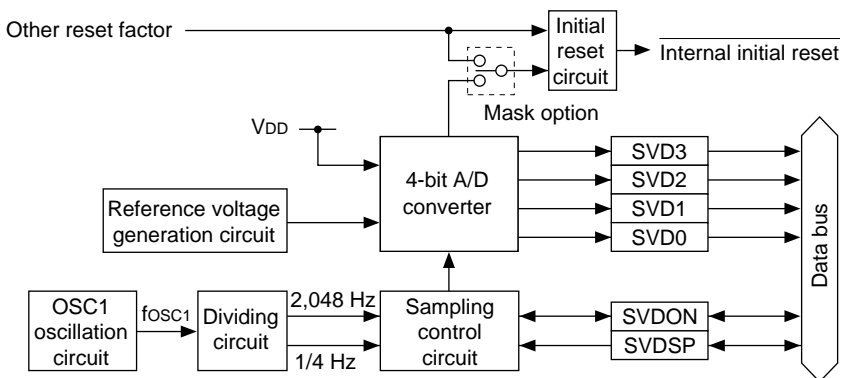 Other reset factor
Initial
reset
circuit
Internal initial reset
Mask option
VDD
4-bit A/D
converter
SVD3
SVD2
SVD1
SVD0
Reference voltage
generation circuit
Data bus
OSC1
oscillation
circuit
fOSC1
Dividing
circuit
2,048 Hz
1/4 Hz
Sampling
control
circuit
SVDON
SVDSP